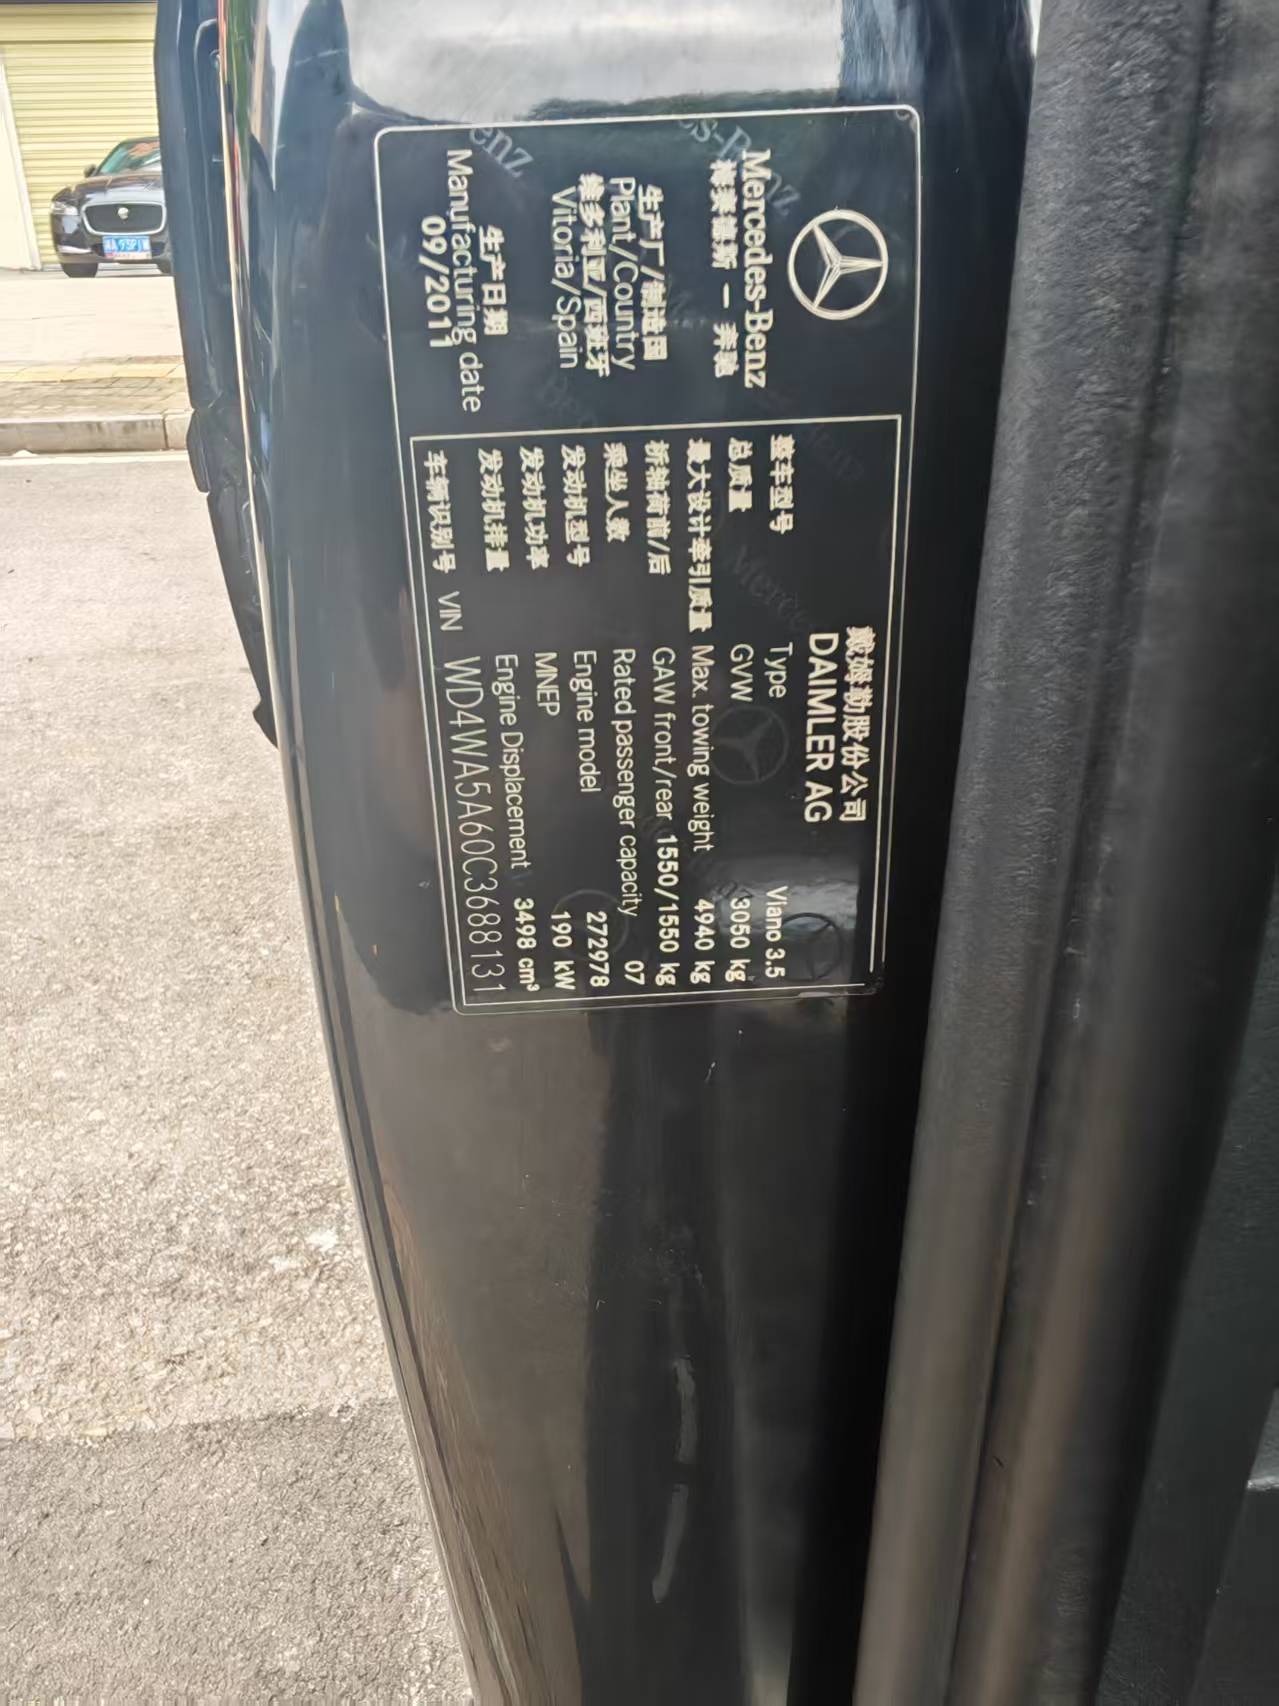 Mercedes-Benz
梅赛德斯 － 奔驰
生产厂/制造国
Plant/Country
维多利亚/西班牙
Vitoria/Spain
生产日期
Manufacturing date
09/2011
戴姆勒股份公司
DAIMLER AG
整车型号 Type Viano 3.5
总质量 GVW 3050 kg
最大设计牵引质量 Max. towing weight 4940 kg
桥轴荷前/后 GAW front/rear 1550/1550 kg
乘坐人数 Rated passenger capacity 07
发动机型号 Engine model 272978
发动机功率 MNEP 190 kW
发动机排量 Engine Displacement 3498 cm³
车辆识别号 VIN WD4WA5A60C3688131